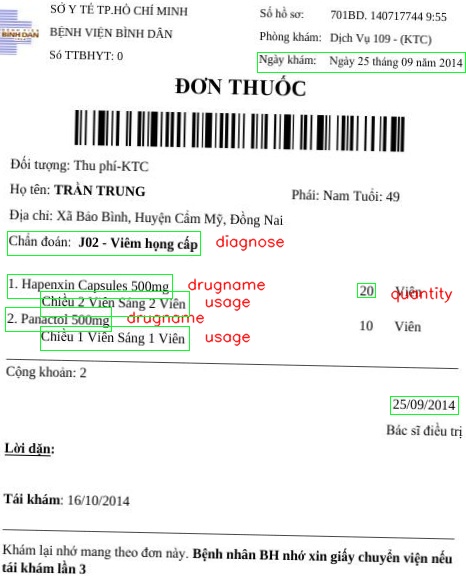 SỞ Y TẾ TP.HỒ CHÍ MINH
BỆNH VIỆN BÌNH DÂN
Số TTBHYT: 0
BÌNH DÂN
Số hồ sơ: 701BD. 140717744 9:55
Phòng khám: Dịch Vụ 109 - (KTC)
Ngày khám: Ngày 25 tháng 09 năm 2014
ĐƠN THUỐC
Đối tượng: Thu phí-KTC
Họ tên: TRẦN TRUNG Phái: Nam Tuổi: 49
Địa chỉ: Xã Bảo Bình, Huyện Cẩm Mỹ, Đồng Nai
Chẩn đoán: J02 - Viêm họng cấp diagnose
1. Hapenxin Capsules 500mg drugname 20 Viên quantity
Chiều 2 Viên Sáng 2 Viên usage
2. Panactol 500mg drugname 10 Viên
Chiều 1 Viên Sáng 1 Viên usage
Cộng khoản: 2
25/09/2014
Bác sĩ điều trị
Lời dặn:
Tái khám: 16/10/2014
Khám lại nhớ mang theo đơn này. Bệnh nhân BH nhớ xin giấy chuyển viện nếu
tái khám lần 3